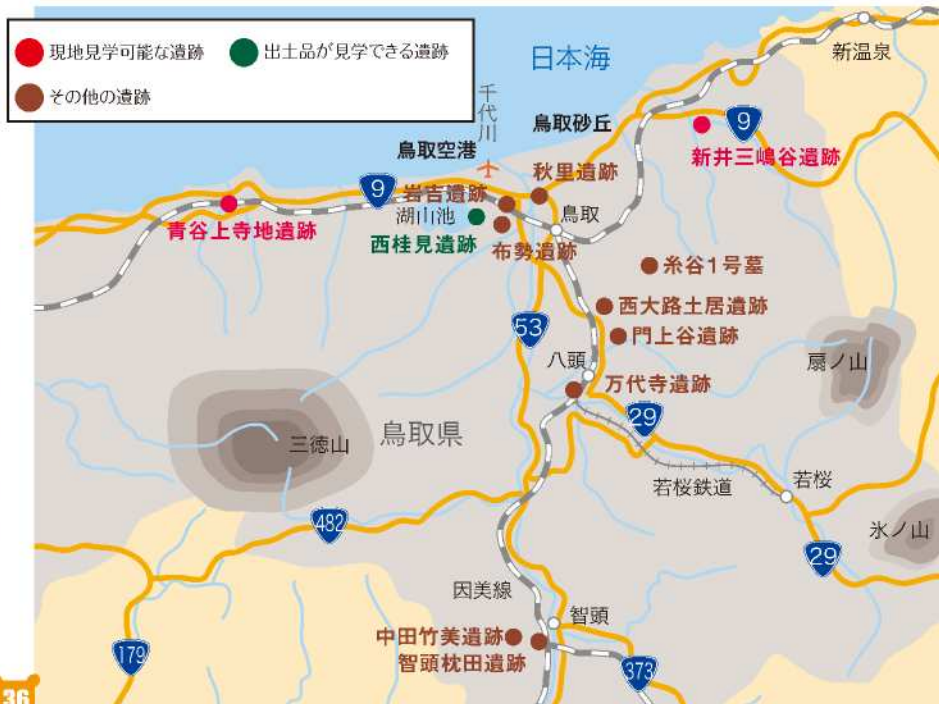 現地見学可能な遺跡
出土品が見学できる遺跡
その他の遺跡
日本海
新温泉
千代川
鳥取砂丘
9
新井三嶋谷遺跡
鳥取空港
秋里遺跡
9
岩吉遺跡
湖山池
鳥取
青谷上寺地遺跡
西桂見遺跡
布勢遺跡
糸谷1号墓
西大路土居遺跡
53
門上谷遺跡
八頭
扇ノ山
万代寺遺跡
29
三徳山
鳥取県
若桜鉄道
若桜
482
氷ノ山
29
因美線
智頭
中田竹美遺跡
179
智頭枕田遺跡
373
36